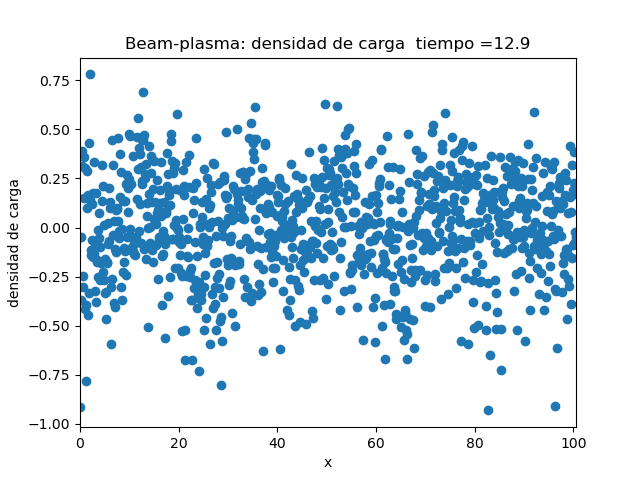 Beam-plasma: densidad de carga  tiempo =12.9
densidad de carga
0.75
0.50
0.25
0.00
−0.25
−0.50
−0.75
−1.00
0 20 40 60 80 100
x